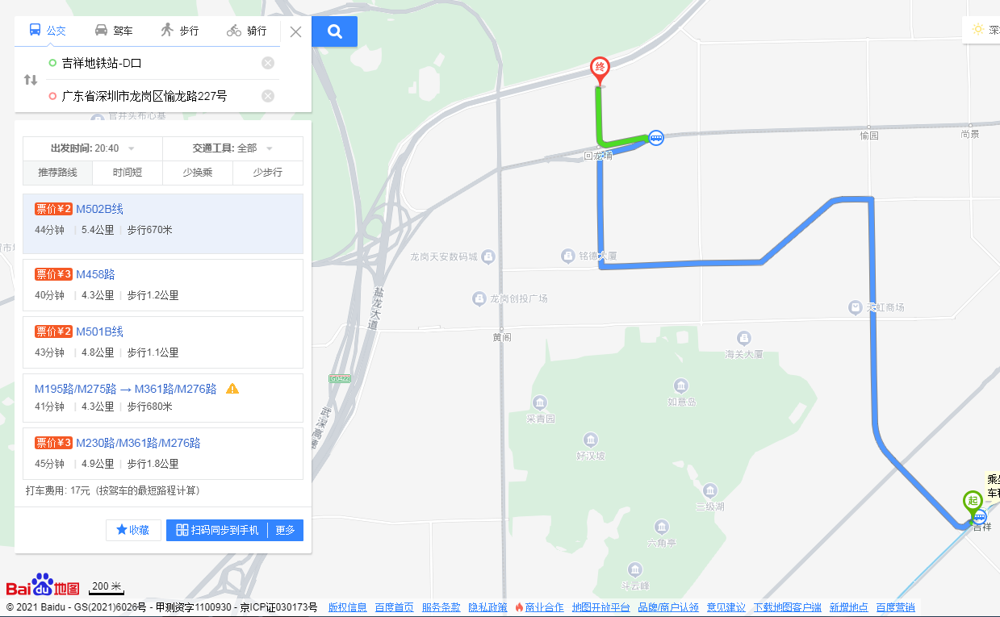 公交
驾车
步行
骑行
吉祥地铁站-D口
广东省深圳市龙岗区愉龙路227号
官井头布心基
出发时间: 20:40
交通工具: 全部
推荐路线
时间短
少换乘
少步行
票价¥2 M502B线
44分钟 | 5.4公里 | 步行670米
票价¥3 M458路
40分钟 | 4.3公里 | 步行1.2公里
票价¥2 M501B线
43分钟 | 4.8公里 | 步行1.1公里
M195路/M275路 → M361路/M276路
41分钟 | 4.3公里 | 步行680米
票价¥3 M230路/M361路/M276路
45分钟 | 4.9公里 | 步行1.8公里
打车费用: 17元（按驾车的最短路程计算）
收藏
扫码同步到手机
更多
终
回龙埔
愉园
尚景
龙岗天安数码城
铭德大厦
龙岗创投广场
盐龙大道
黄阁
天虹商场
海关大厦
G0422
如意岛
采青园
武深高速
好汉坡
三级湖
六角亭
斗云峰
乘坐
车和
起
吉祥
深圳
Bai du 地图
200 米
© 2021 Baidu - GS(2021)6026号 - 甲测资字1100930 - 京ICP证030173号 版权信息 百度首页 服务条款 隐私政策 商业合作 地图开放平台 品牌/商户认领 意见建议 下载地图客户端 新增地点 百度营销